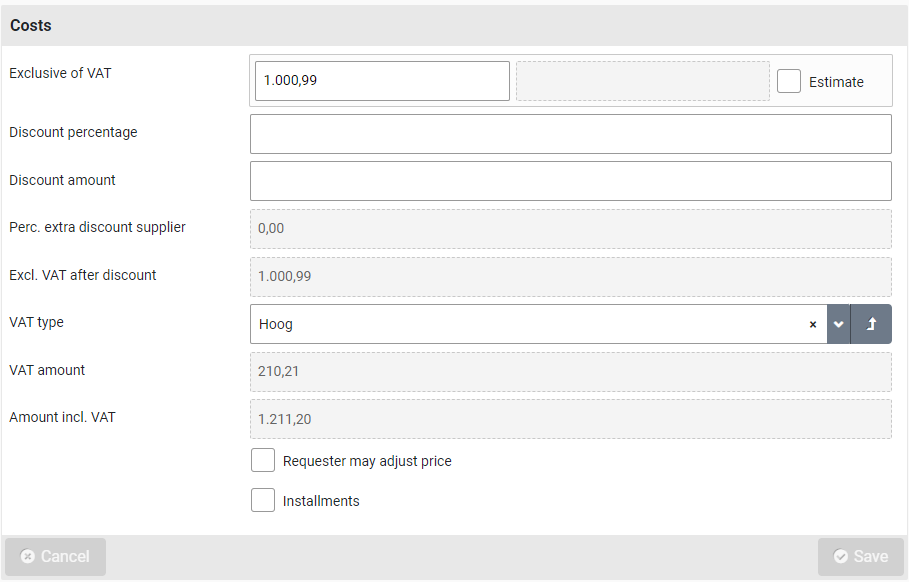 Costs
Exclusive of VAT
1.000,99
Estimate
Discount percentage
Discount amount
Perc. extra discount supplier
0,00
Excl. VAT after discount
1.000,99
VAT type
Hoog
VAT amount
210,21
Amount incl. VAT
1.211,20
Requester may adjust price
Installments
Cancel
Save